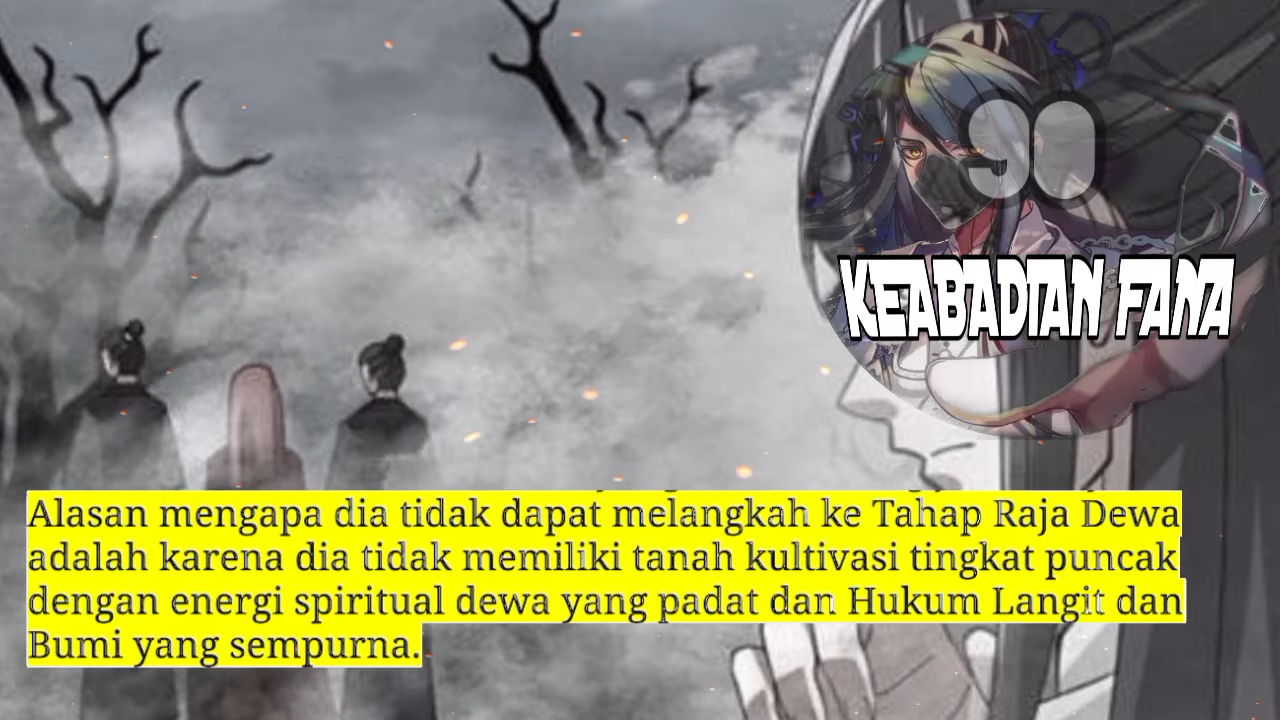 90
KEABADIAN FANA
Alasan mengapa dia tidak dapat melangkah ke Tahap Raja Dewa
adalah karena dia tidak memiliki tanah kultivasi tingkat puncak
dengan energi spiritual dewa yang padat dan Hukum Langit dan
Bumi yang sempurna.